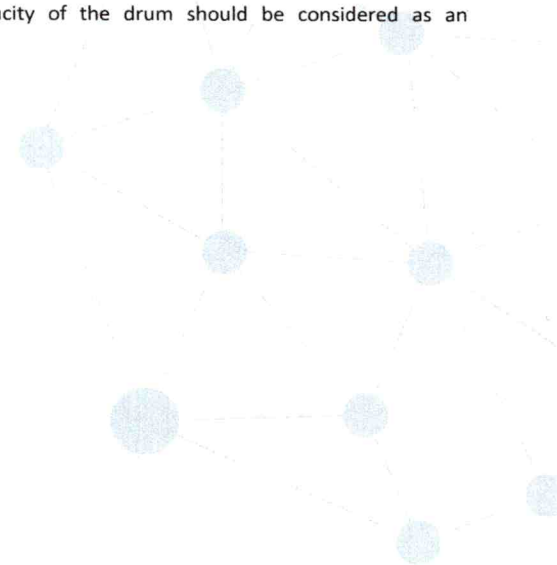 city of the drum should be considered as an